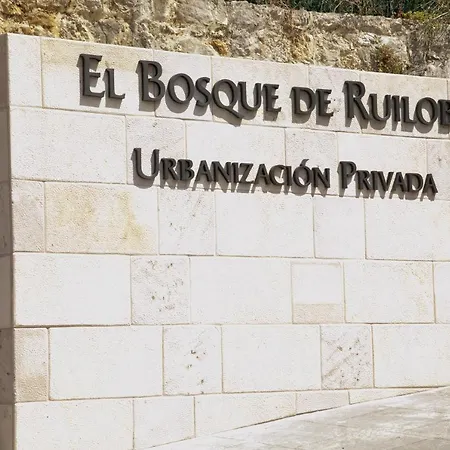 El Bosque de Ruilob
Urbanización Privada